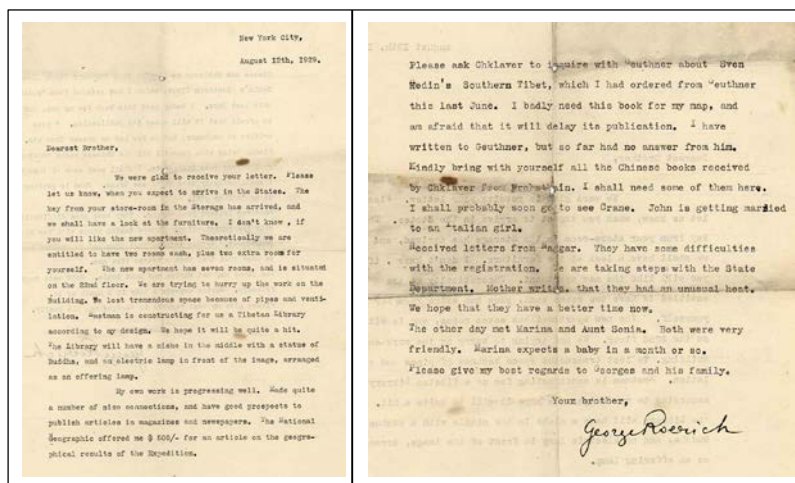 New York City,
August 12th, 1929.
Dearest Brother,
We were glad to receive your letter. Please
let us know, when you expect to arrive in the States. The
key from your store-room in the Storage has arrived, and
we shall have a look at the furniture. I don't know , if
you will like the new apartment. Theoretically we are
entitled to have two rooms each, plus two extra rooms for
yourself. The new apartment has seven rooms, and is situated
on the 22nd floor. We are trying to hurry up the work on the
Building. We lost tremendous space because of pipes and venti-
lation. is constructing for us a Tibetan Library
according to my design. We hope it will be quite a hit.
The Library will have a niche in the middle with a statue of
Buddha, and an electric lamp in front of the image, arranged
as an offering lamp.
My own work is progressing well. Made quite
a number of nice connections, and have good prospects to
publish articles in magazines and newspapers. The National
Geographic offered me $ 500/- for an article on the geogra-
phical results of the Expedition.
Please ask Chklaver to inquire with Geuthner about Sven
Hedin's Southern Tibet, which I had ordered from Geuthner
this last June. I badly need this book for my map, and
am afraid that it will delay its publication. I have
written to Geuthner, but so far had no answer from him.
Kindly bring with yourself all the Chinese books received
by Chklaver from I shall need some of them here.
I shall probably soon go to see Crane. John is getting married
to an Italian girl.
Received letters from Naggar. They have some difficulties
with the registration. We are taking steps with the State
Department. Mother writes, that they had an unusual heat.
We hope that they have a better time now.
The other day met Marina and Aunt Sonia. Both were very
friendly. Marina expects a baby in a month or so.
Please give my best regards to Georges and his family.
Your brother,
George Roerich